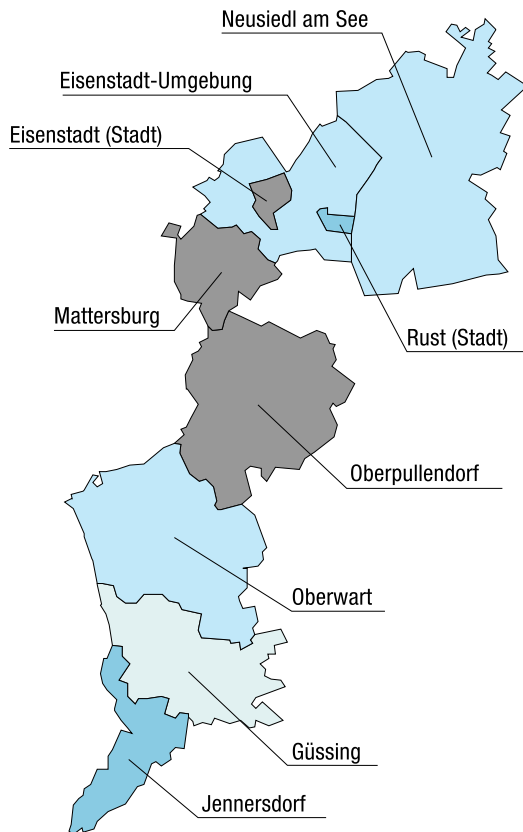 Neusiedl am See
Eisenstadt-Umgebung
Eisenstadt (Stadt)
Mattersburg
Rust (Stadt)
Oberpullendorf
Oberwart
Güssing
Jennersdorf